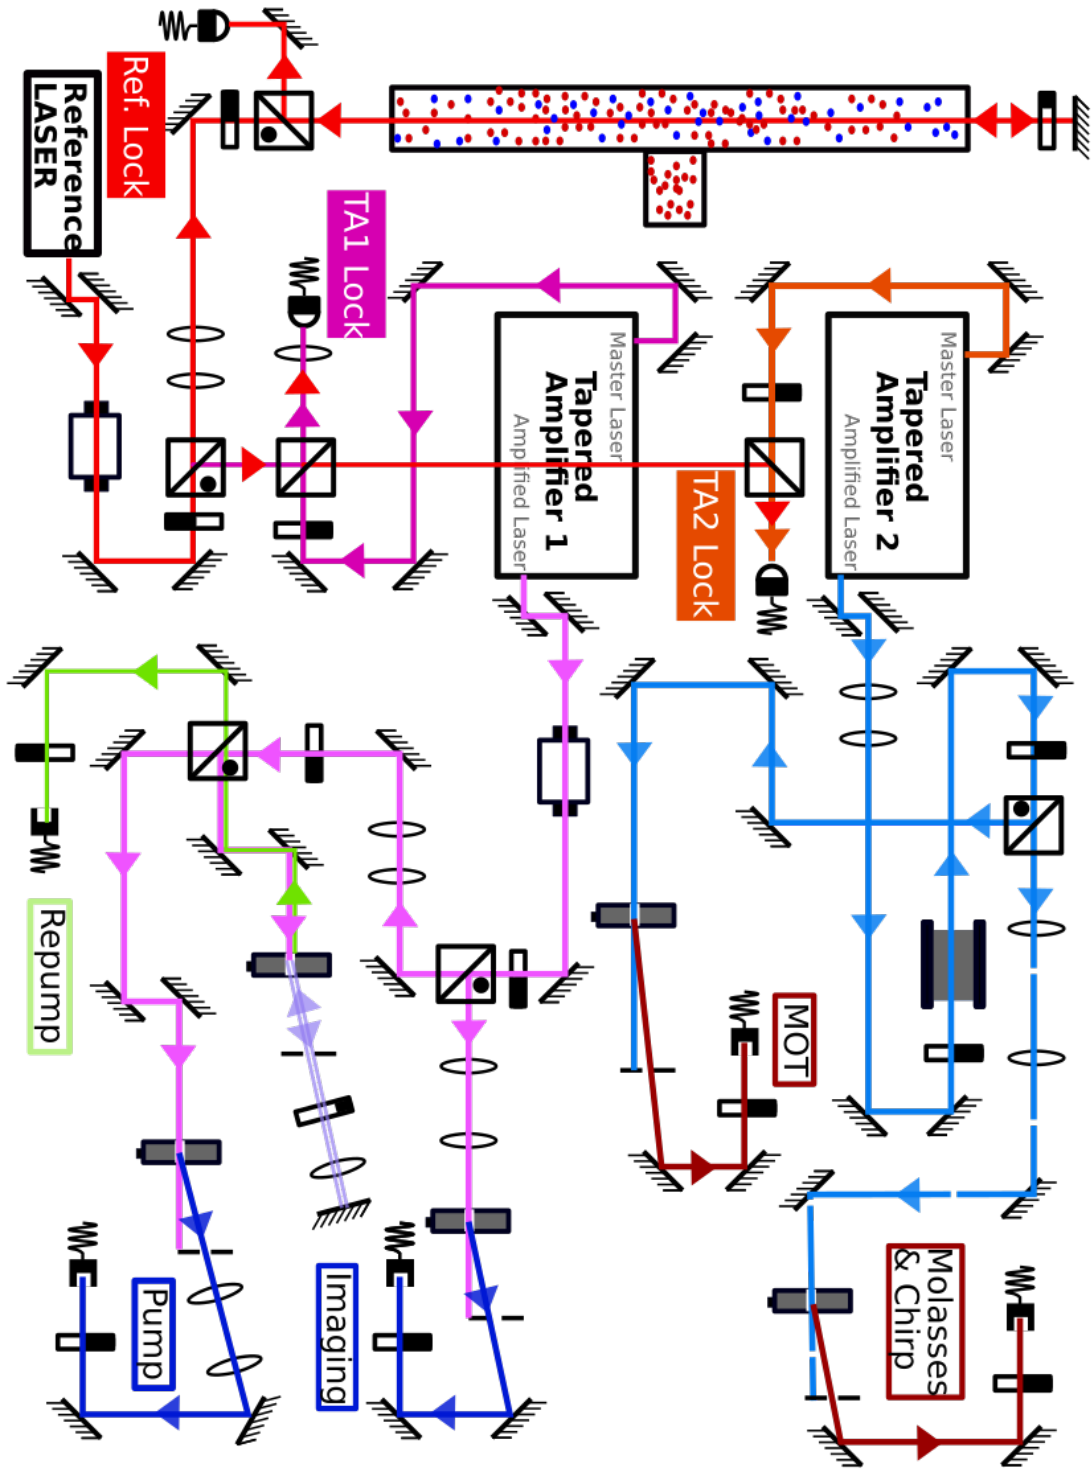 Reference
LASER
Ref. Lock
TA1 Lock
Master Laser
Tapered
Amplifier 1
Amplified Laser
TA2 Lock
Master Laser
Tapered
Amplifier 2
Amplified Laser
Repump
Pump
Imaging
MOT
Molasses
& Chirp